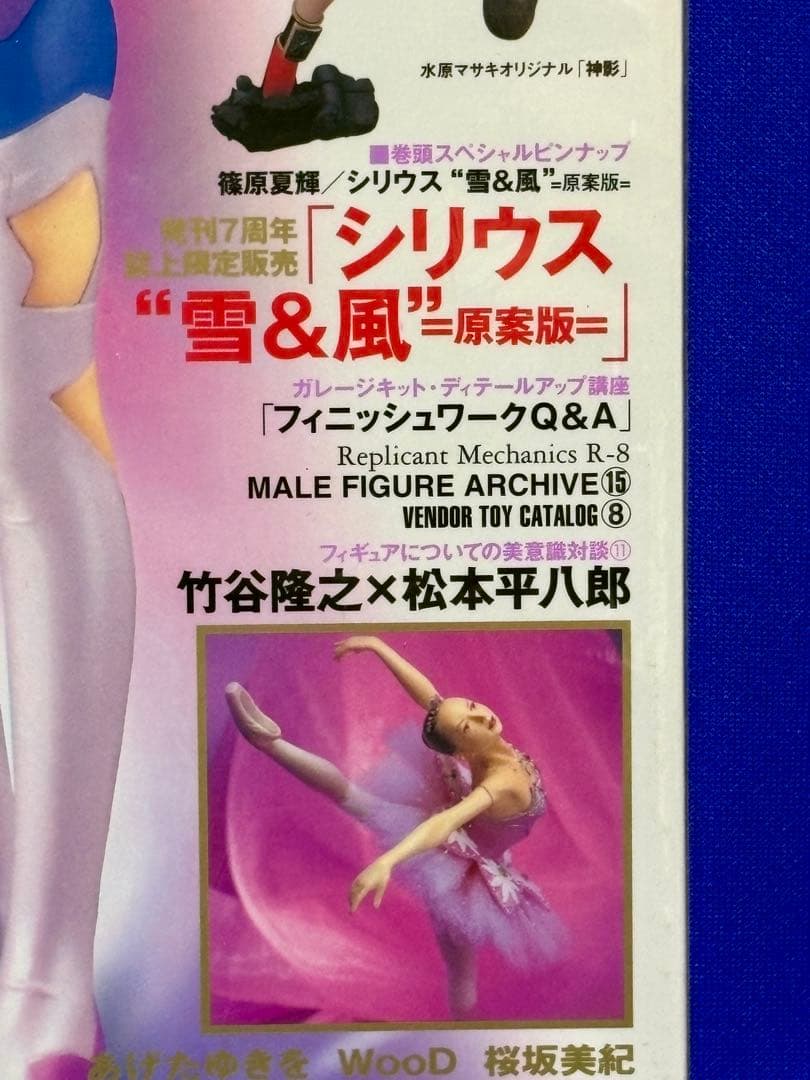 水原マサキオリジナル「神影」
■巻頭スペシャルピンナップ
篠原夏輝／シリウス“雪&風”=原案版=
発刊7周年
誌上限定販売
「シリウス
“雪&風”=原案版=」
ガレージキット・ディテールアップ講座
「フィニッシュワークQ&A」
Replicant Mechanics R-8
MALE FIGURE ARCHIVE⑮
VENDOR TOY CATALOG⑧
フィギュアについての美意識対談⑪
竹谷隆之×松本平八郎
あげたゆきを WooD 桜坂美紀